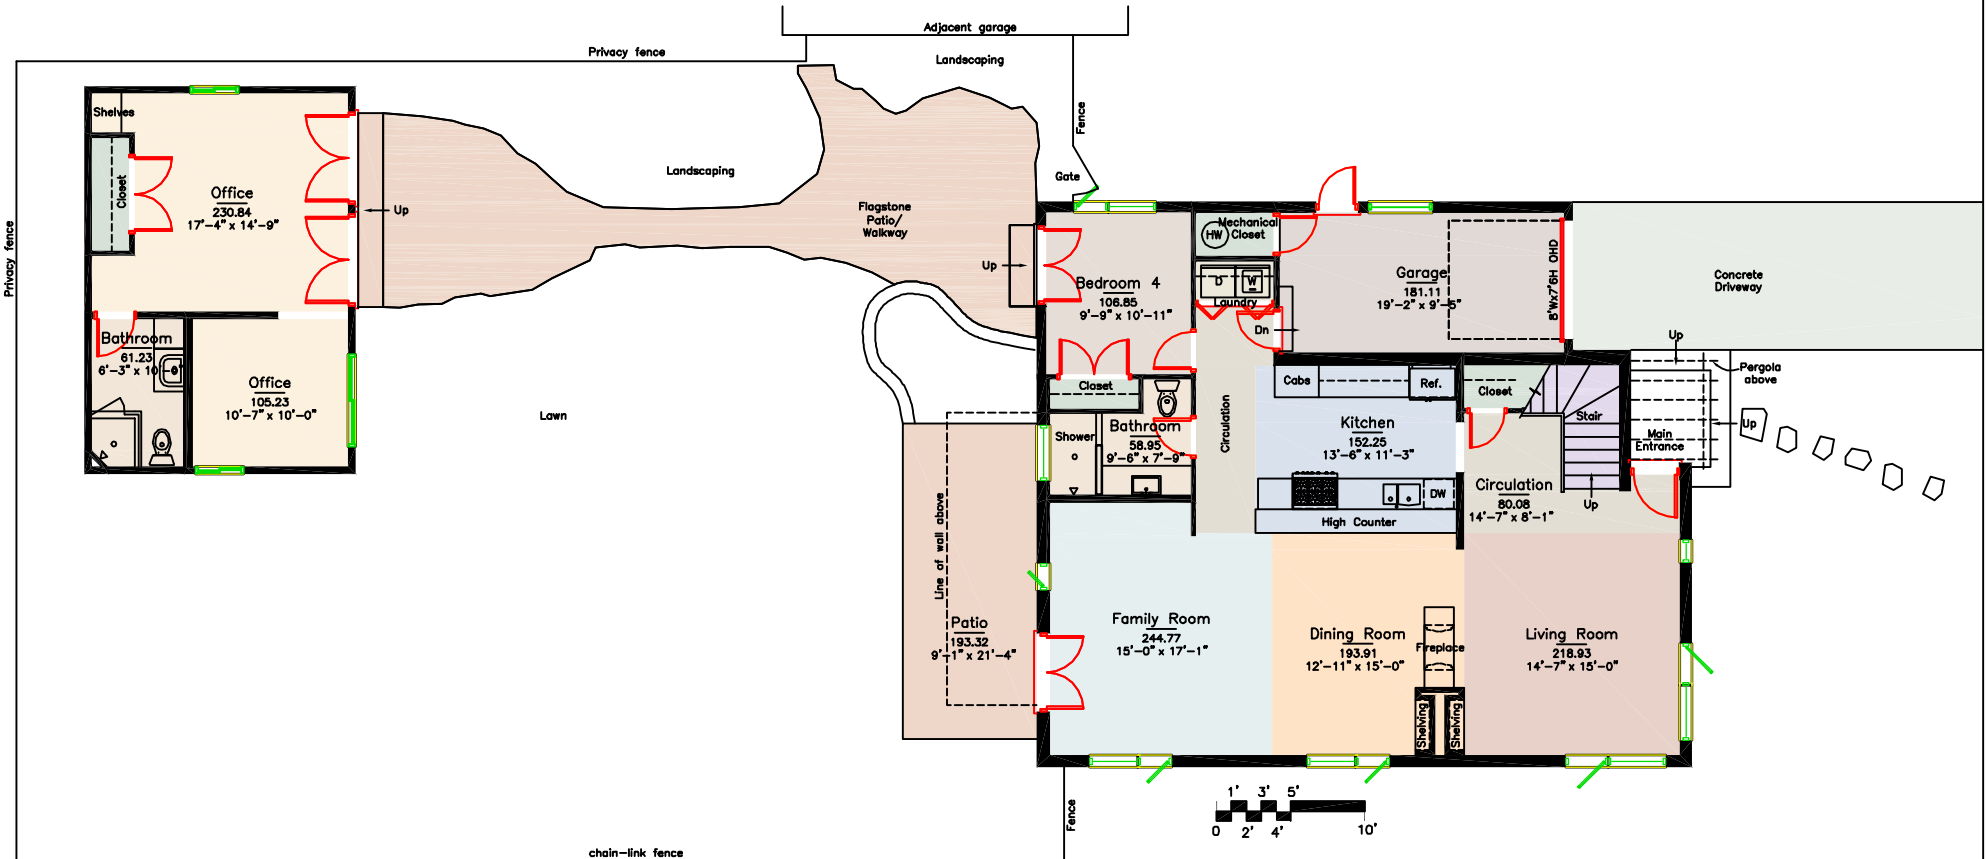 Adjacent garage
Privacy fence
Landscaping
Fence
Gate
Landscaping
Privacy fence
Shelves
Closet
Office
230.84
17'-4" x 14'-9"
Up
Flagstone
Patio/
Walkway
Up
Bathroom
61.23
6'-3" x 10'-0"
Office
105.23
10'-7" x 10'-0"
Lawn
Bedroom 4
106.85
9'-9" x 10'-11"
Mechanical
Closet
HW
D
W
Laundry
Dn
Garage
181.11
19'-2" x 9'-5"
8'Wx7'6H OHD
Concrete
Driveway
Up
Pergola
above
Up
Main
Entrance
Closet
Bathroom
58.95
9'-6" x 7'-9"
Shower
Circulation
Cabs
Ref.
Kitchen
152.25
13'-6" x 11'-3"
DW
High Counter
Closet
Stair
Up
Circulation
80.08
14'-7" x 8'-1"
Line of wall above
Patio
193.32
9'-1" x 21'-4"
Family Room
244.77
15'-0" x 17'-1"
Dining Room
193.91
12'-11" x 15'-0"
Fireplace
Living Room
218.93
14'-7" x 15'-0"
Shelving
Shelving
1' 3' 5'
0 2' 4' 10'
Fence
chain-link fence